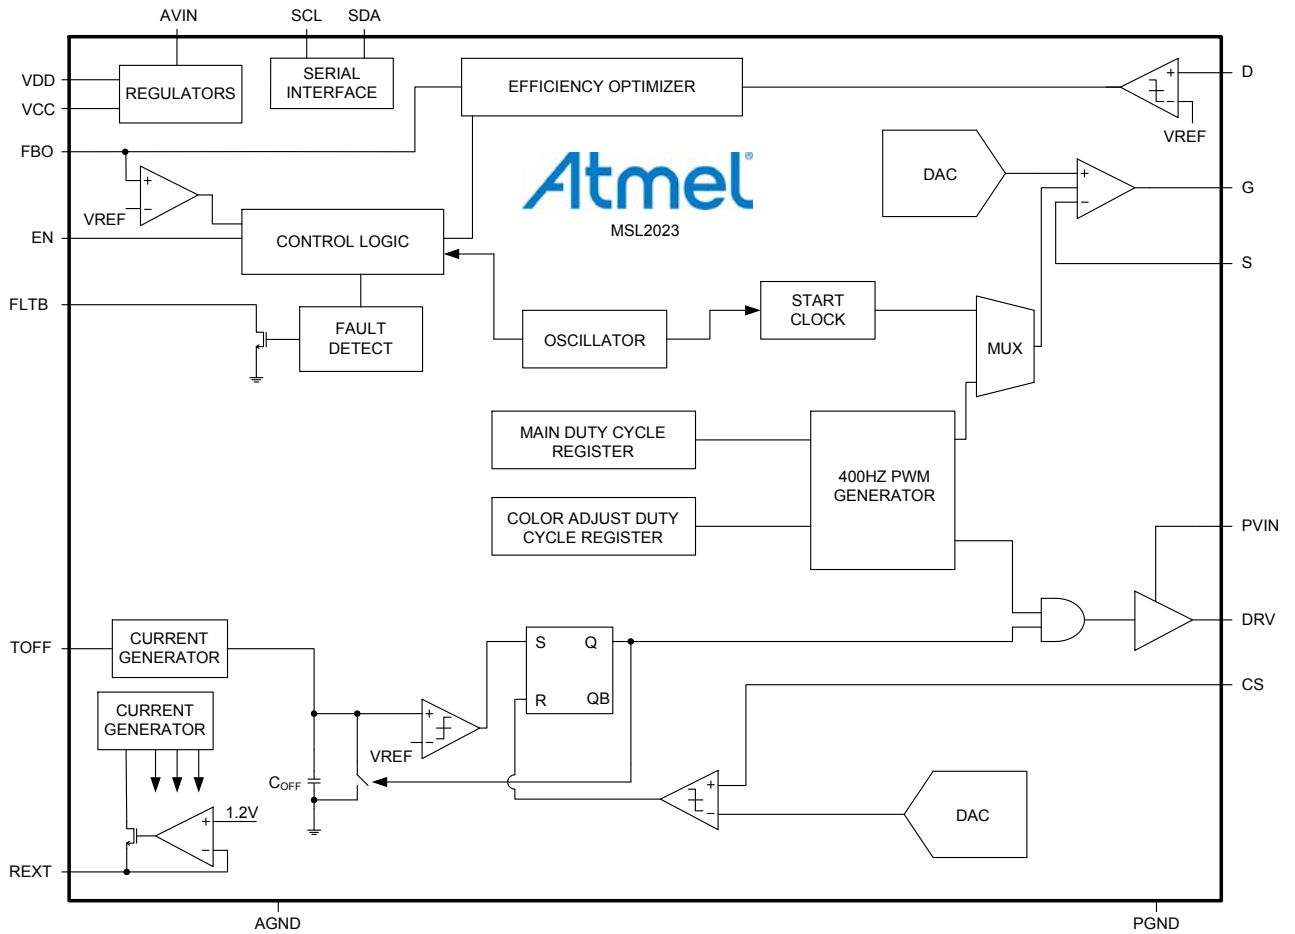 AVIN
SCL
SDA
VDD
VCC
REGULATORS
SERIAL
INTERFACE
EFFICIENCY OPTIMIZER
+
-
VREF
D
FBO
+
-
VREF
EN
CONTROL LOGIC
Atmel®
MSL2023
DAC
+
-
G
S
FLTB
FAULT
DETECT
OSCILLATOR
START
CLOCK
MUX
MAIN DUTY CYCLE
REGISTER
COLOR ADJUST DUTY
CYCLE REGISTER
400HZ PWM
GENERATOR
PVIN
DRV
TOFF
CURRENT
GENERATOR
S
Q
R
QB
CS
CURRENT
GENERATOR
+
-
VREF
COFF
+
-
DAC
1.2V
+
-
REXT
AGND
PGND